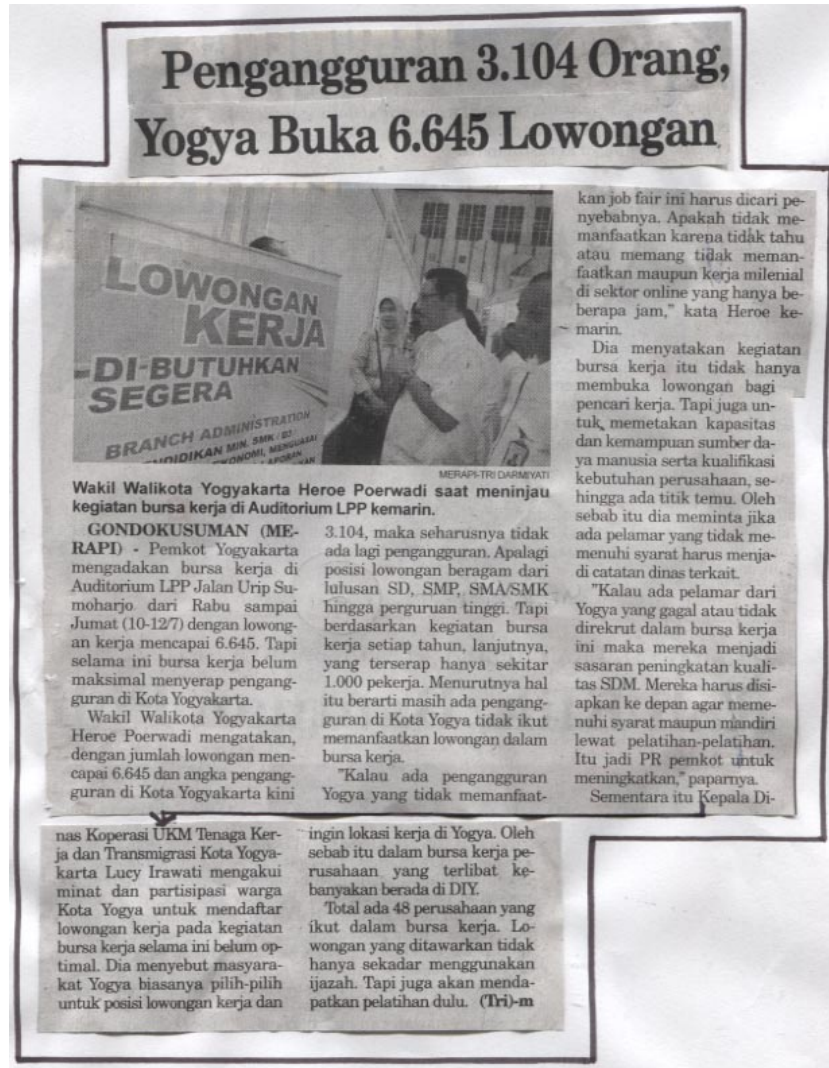 Pengangguran 3.104 Orang,
Yogya Buka 6.645 Lowongan
LOWONGAN
KERJA
DI-BUTUHKAN
SEGERA
BRANCH ADMINISTRATION
PENDIDIKAN MIN. SMK / D3
EKONOMI, MENGUASAI
LAPORAN
MERAPI-TRI DARMIYATI
Wakil Walikota Yogyakarta Heroe Poerwadi saat meninjau
kegiatan bursa kerja di Auditorium LPP kemarin.
GONDOKUSUMAN (ME-
RAPI) - Pemkot Yogyakarta
mengadakan bursa kerja di
Auditorium LPP Jalan Urip Su-
moharjo dari Rabu sampai
Jumat (10-12/7) dengan lowong-
an kerja mencapai 6.645. Tapi
selama ini bursa kerja belum
maksimal menyerap pengang-
guran di Kota Yogyakarta.
Wakil Walikota Yogyakarta
Heroe Poerwadi mengatakan,
dengan jumlah lowongan men-
capai 6.645 dan angka pengang-
guran di Kota Yogyakarta kini
3.104, maka seharusnya tidak
ada lagi pengangguran. Apalagi
posisi lowongan beragam dari
lulusan SD, SMP, SMA/SMK
hingga perguruan tinggi. Tapi
berdasarkan kegiatan bursa
kerja setiap tahun, lanjutnya,
yang terserap hanya sekitar
1.000 pekerja. Menurutnya hal
itu berarti masih ada pengang-
guran di Kota Yogya tidak ikut
memanfaatkan lowongan dalam
bursa kerja.
"Kalau ada pengangguran
Yogya yang tidak memanfaat-
kan job fair ini harus dicari pe-
nyebabnya. Apakah tidak me-
manfaatkan karena tidak tahu
atau memang tidak meman-
faatkan maupun kerja milenial
di sektor online yang hanya be-
berapa jam," kata Heroe ke-
marin.
Dia menyatakan kegiatan
bursa kerja itu tidak hanya
membuka lowongan bagi
pencari kerja. Tapi juga un-
tuk memetakan kapasitas
dan kemampuan sumber da-
ya manusia serta kualifikasi
kebutuhan perusahaan, se-
hingga ada titik temu. Oleh
sebab itu dia meminta jika
ada pelamar yang tidak me-
menuhi syarat harus menja-
di catatan dinas terkait.
"Kalau ada pelamar dari
Yogya yang gagal atau tidak
direkrut dalam bursa kerja
ini maka mereka menjadi
sasaran peningkatan kuali-
tas SDM. Mereka harus disi-
apkan ke depan agar meme-
nuhi syarat maupun mandiri
lewat pelatihan-pelatihan.
Itu jadi PR pemkot untuk
meningkatkan," paparnya.
Sementara itu Kepala Di-
nas Koperasi UKM Tenaga Ker-
ja dan Transmigrasi Kota Yogya-
karta Lucy Irawati mengakui
minat dan partisipasi warga
Kota Yogya untuk mendaftar
lowongan kerja pada kegiatan
bursa kerja selama ini belum op-
timal. Dia menyebut masyara-
kat Yogya biasanya pilih-pilih
untuk posisi lowongan kerja dan
ingin lokasi kerja di Yogya. Oleh
sebab itu dalam bursa kerja pe-
rusahaan yang terlibat ke-
banyakan berada di DIY.
Total ada 48 perusahaan yang
ikut dalam bursa kerja. Lo-
wongan yang ditawarkan tidak
hanya sekadar menggunakan
ijazah. Tapi juga akan menda-
patkan pelatihan dulu. (Tri)-m